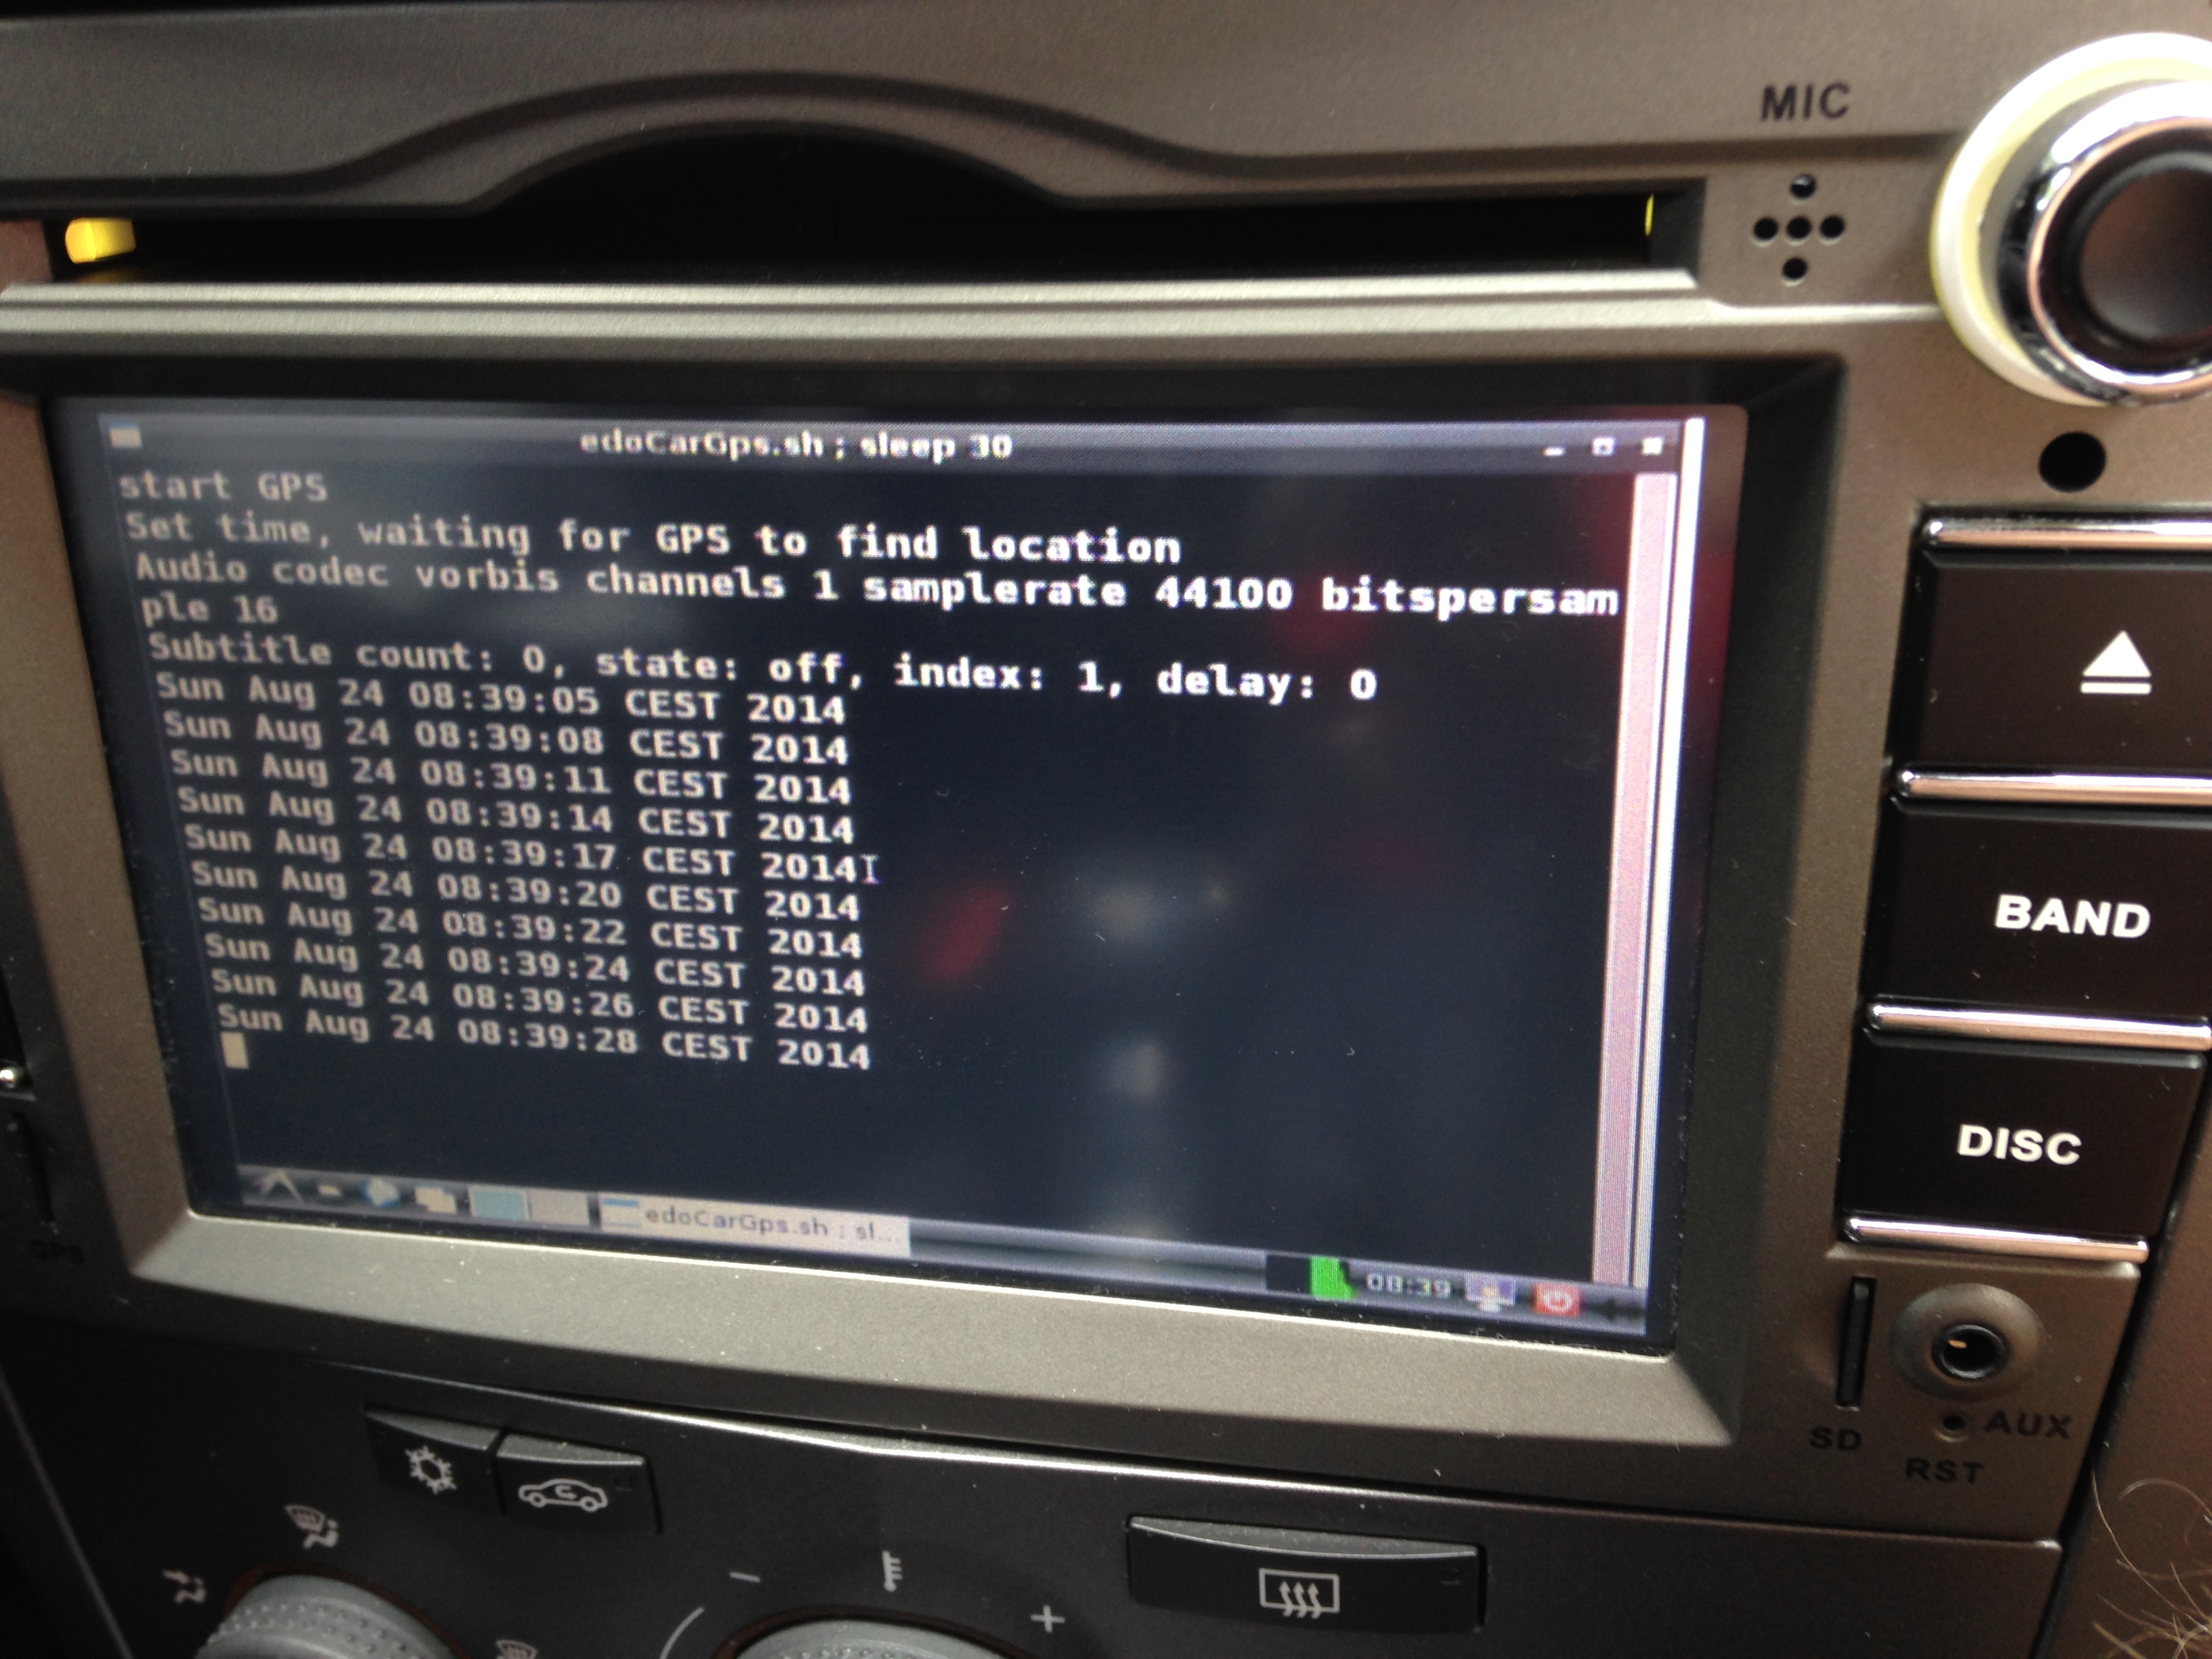 MIC
edoCarGps.sh ; sleep 30
start GPS
Set time, waiting for GPS to find location
Audio codec vorbis channels 1 samplerate 44100 bitspersam
ple 16
Subtitle count: 0, state: off, index: 1, delay: 0
Sun Aug 24 08:39:05 CEST 2014
Sun Aug 24 08:39:08 CEST 2014
Sun Aug 24 08:39:11 CEST 2014
Sun Aug 24 08:39:14 CEST 2014
Sun Aug 24 08:39:17 CEST 2014
Sun Aug 24 08:39:20 CEST 2014
Sun Aug 24 08:39:22 CEST 2014
Sun Aug 24 08:39:24 CEST 2014
Sun Aug 24 08:39:26 CEST 2014
Sun Aug 24 08:39:28 CEST 2014
edoCarGps.sh ; sl...
08:39
BAND
DISC
GPS
SD
AUX
RST